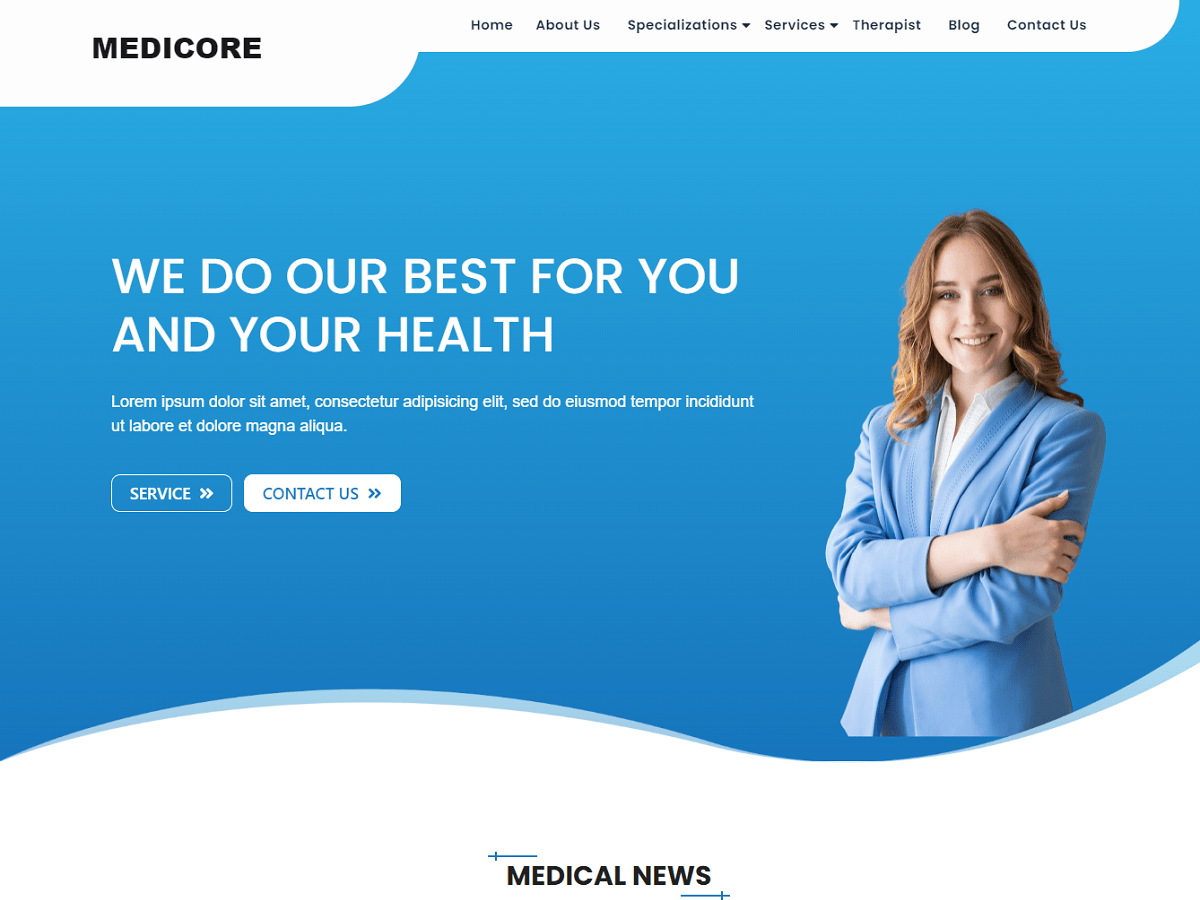 MEDICORE
Home About Us Specializations Services Therapist Blog Contact Us
WE DO OUR BEST FOR YOU
AND YOUR HEALTH
Lorem ipsum dolor sit amet, consectetur adipisicing elit, sed do eiusmod tempor incididunt
ut labore et dolore magna aliqua.
SERVICE CONTACT US
MEDICAL NEWS